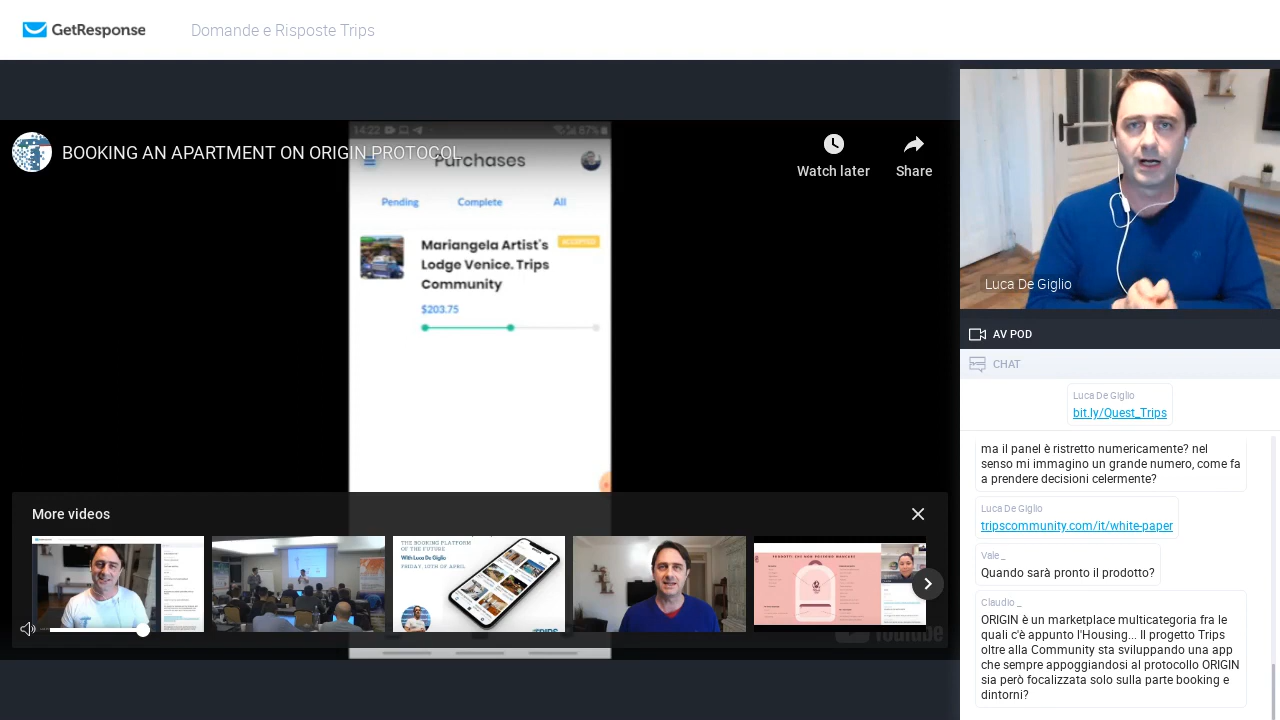 GetResponse
Domande e Risposte Trips
14:22
67%
BOOKING AN APARTMENT ON ORIGIN PROTOCOL
Purchases
Watch later
Share
Pending
Complete
All
Mariangela Artist's
Lodge Venice. Trips
Community
ACCEPTED
$203.75
More videos
THE BOOKING PLATFORM
OF THE FUTURE
With Luca De Giglio
FRIDAY, 10TH OF APRIL
YouTube
Luca De Giglio
AV POD
CHAT
Luca De Giglio
bit.ly/Quest_Trips
ma il panel è ristretto numericamente? nel
senso mi immagino un grande numero, come fa
a prendere decisioni celermente?
Luca De Giglio
tripscommunity.com/it/white-paper
Vale _
Quando sarà pronto il prodotto?
Claudio _
ORIGIN è un marketplace multicategoria fra le
quali c'è appunto l'Housing... Il progetto Trips
oltre alla Community sta sviluppando una app
che sempre appoggiandosi al protocollo ORIGIN
sia però focalizzata solo sulla parte booking e
dintorni?